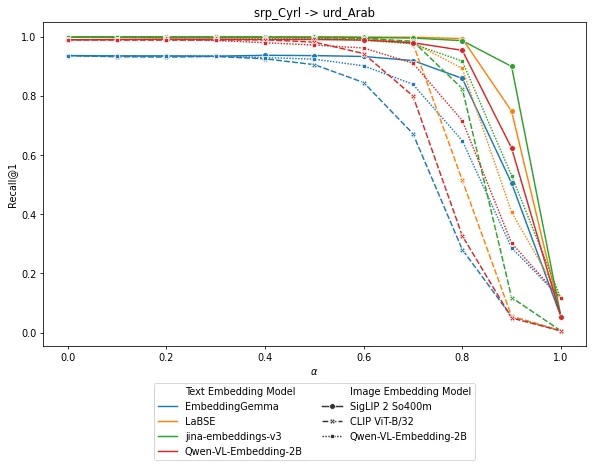 srp_Cyrl -> urd_Arab
1.0
0.8
0.6
0.4
0.2
0.0
Recall@1
0.0 0.2 0.4 0.6 0.8 1.0
α
Text Embedding Model
EmbeddingGemma
LaBSE
jina-embeddings-v3
Qwen-VL-Embedding-2B
Image Embedding Model
SigLIP 2 So400m
CLIP ViT-B/32
Qwen-VL-Embedding-2B